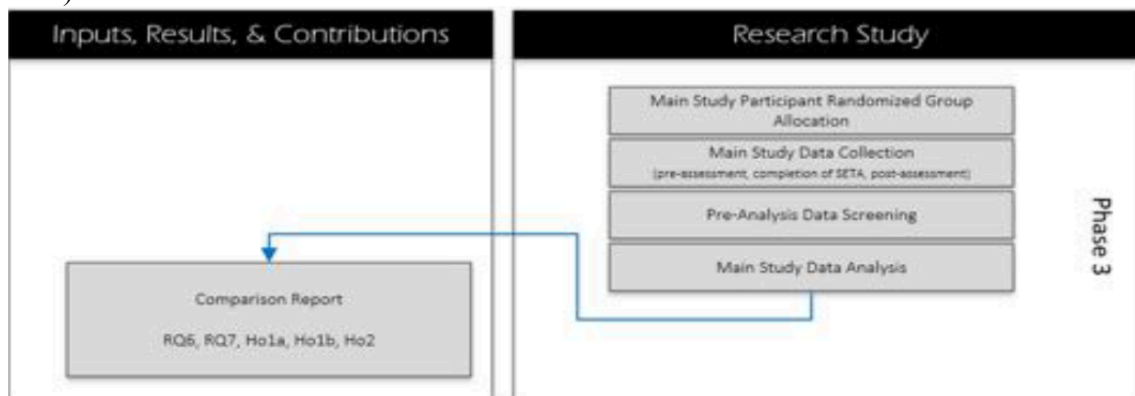 Inputs, Results, & Contributions
Comparison Report
RQ6, RQ7, Ho1a, Ho1b, Ho2
Research Study
Main Study Participant Randomized Group
Allocation
Main Study Data Collection
(pre-assessment, completion of SETA, post-assessment)
Pre-Analysis Data Screening
Main Study Data Analysis
Phase 3